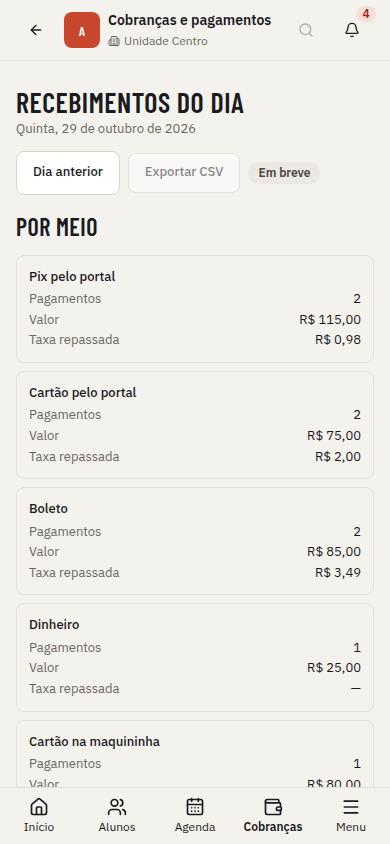 A
Cobranças e pagamentos
Unidade Centro
4
RECEBIMENTOS DO DIA
Quinta, 29 de outubro de 2026
Dia anterior
Exportar CSV
Em breve
POR MEIO
Pix pelo portal
Pagamentos 2
Valor R$ 115,00
Taxa repassada R$ 0,98
Cartão pelo portal
Pagamentos 2
Valor R$ 75,00
Taxa repassada R$ 2,00
Boleto
Pagamentos 2
Valor R$ 85,00
Taxa repassada R$ 3,49
Dinheiro
Pagamentos 1
Valor R$ 25,00
Taxa repassada —
Cartão na maquininha
Pagamentos 1
Valor R$ 80,00
Início
Alunos
Agenda
Cobranças
Menu